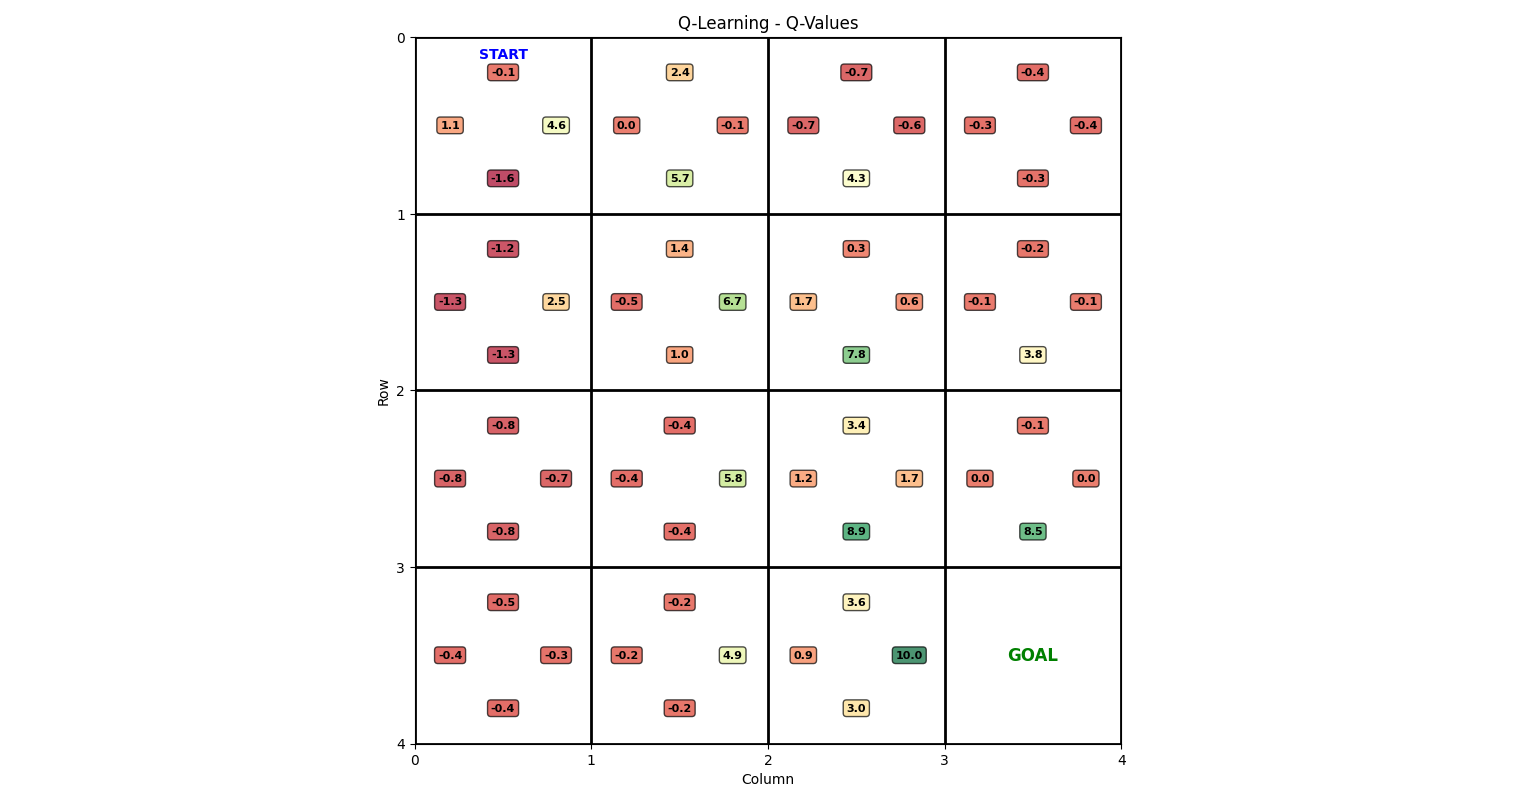 Q-Learning - Q-Values
0
START
-0.1 2.4 -0.7 -0.4
1.1 4.6 0.0 -0.1 -0.7 -0.6 -0.3 -0.4
-1.6 5.7 4.3 -0.3
1
-1.2 1.4 0.3 -0.2
-1.3 2.5 -0.5 6.7 1.7 0.6 -0.1 -0.1
-1.3 1.0 7.8 3.8
Row
2
-0.8 -0.4 3.4 -0.1
-0.8 -0.7 -0.4 5.8 1.2 1.7 0.0 0.0
-0.8 -0.4 8.9 8.5
3
-0.5 -0.2 3.6
-0.4 -0.3 -0.2 4.9 0.9 10.0 GOAL
-0.4 -0.2 3.0
4
0 1 2 3 4
Column